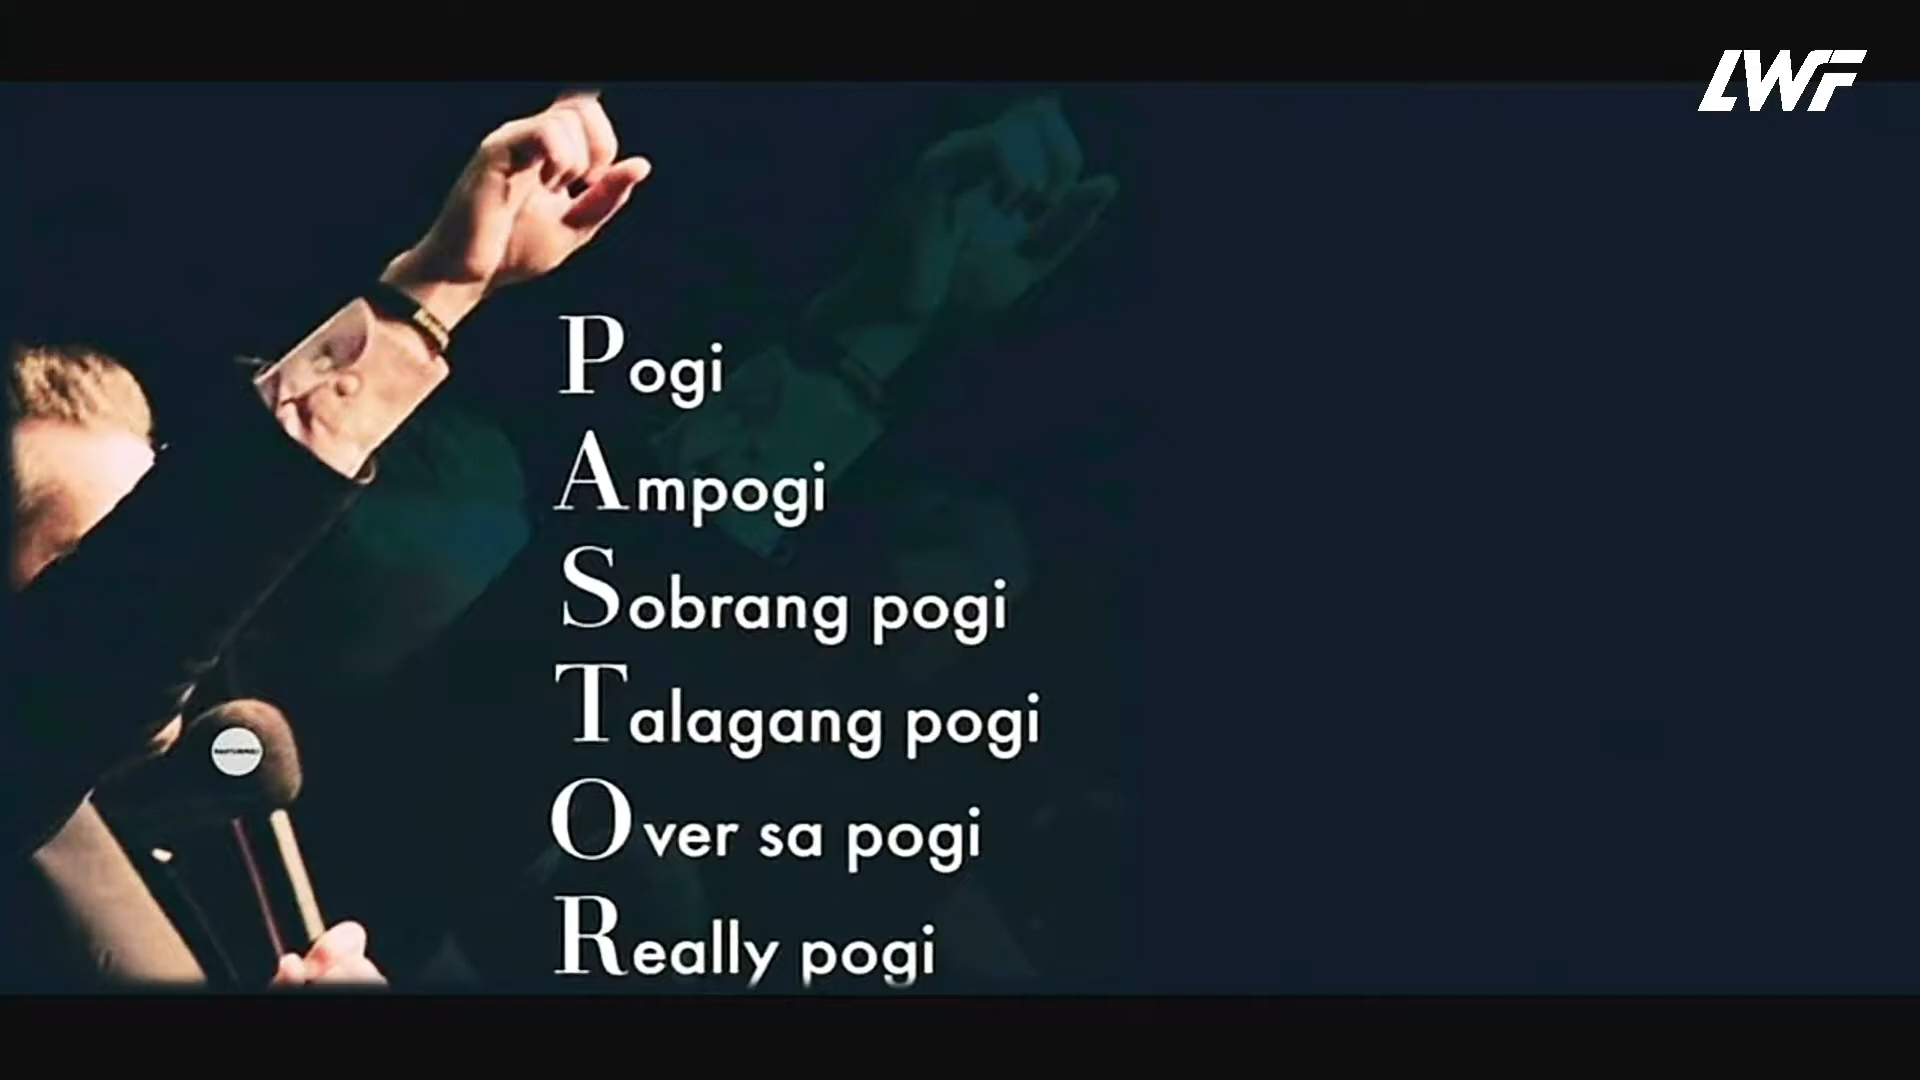 LWF
Pogi
Ampogi
Sobrang pogi
Talagang pogi
Over sa pogi
Really pogi